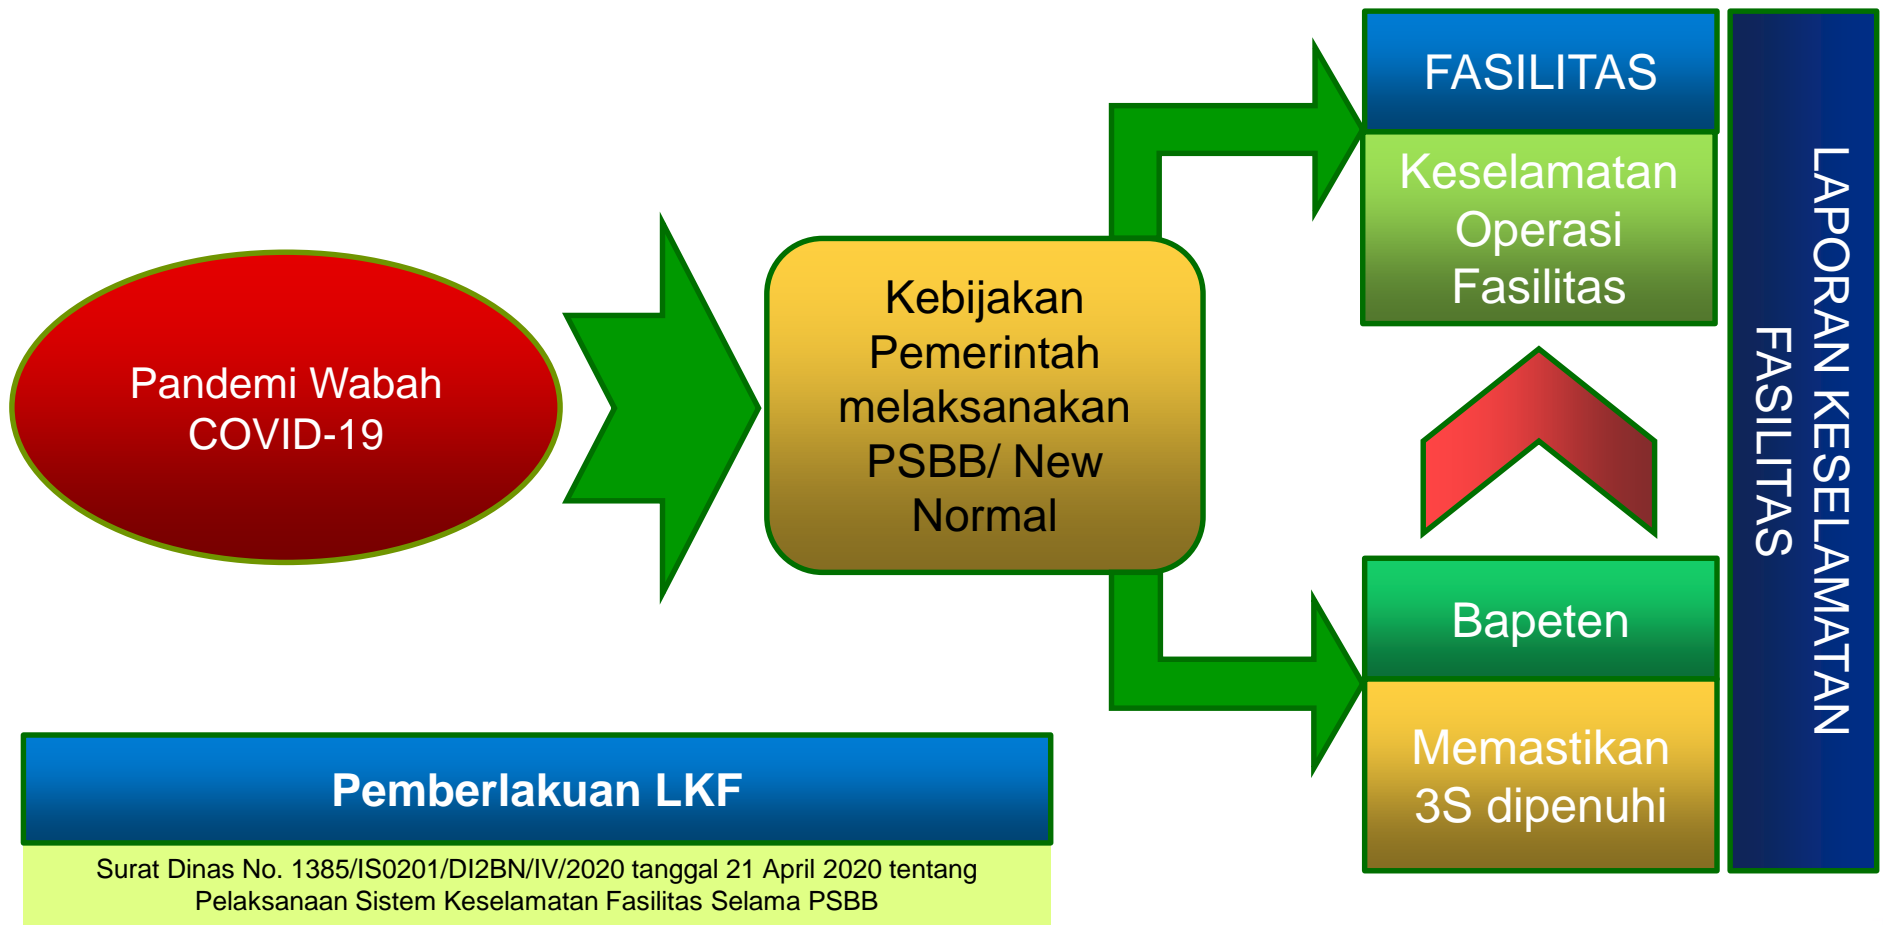 Pandemi Wabah
COVID-19
Kebijakan
Pemerintah
melaksanakan
PSBB/ New
Normal
FASILITAS
Keselamatan
Operasi
Fasilitas
Bapeten
Memastikan
3S dipenuhi
LAPORAN KESELAMATAN
FASILITAS
Pemberlakuan LKF
Surat Dinas No. 1385/IS0201/DI2BN/IV/2020 tanggal 21 April 2020 tentang
Pelaksanaan Sistem Keselamatan Fasilitas Selama PSBB